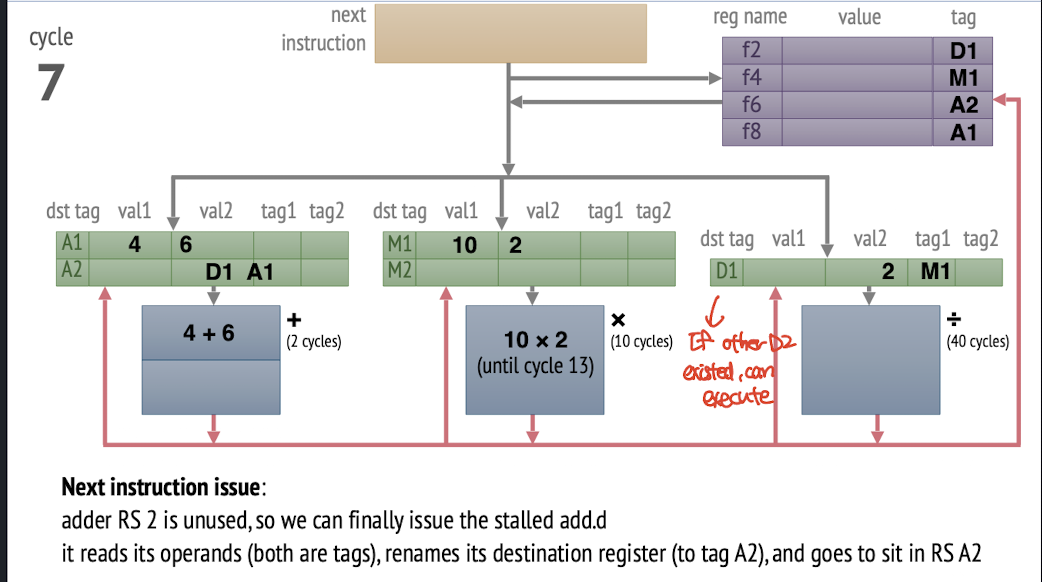 cycle
7
next
instruction
reg name value tag
f2 D1
f4 M1
f6 A2
f8 A1
dst tag val1 val2 tag1 tag2
A1 4 6
A2 D1 A1
4 + 6
+
(2 cycles)
dst tag val1 val2 tag1 tag2
M1 10 2
M2
10 × 2
(until cycle 13)
×
(10 cycles)
dst tag val1 val2 tag1 tag2
D1 2 M1
÷
(40 cycles)
If other D2
existed, can
execute
Next instruction issue:
adder RS 2 is unused, so we can finally issue the stalled add.d
it reads its operands (both are tags), renames its destination register (to tag A2), and goes to sit in RS A2